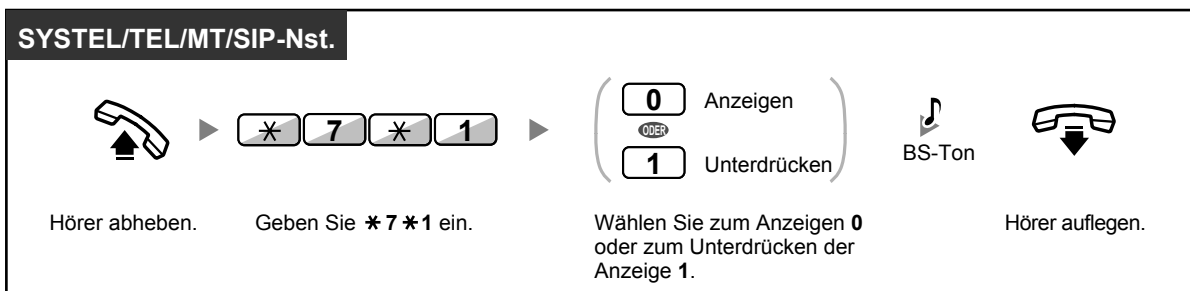 SYSTEL/TEL/MT/SIP-Nst.
✱ 7 ✱ 1
0 Anzeigen
ODER
1 Unterdrücken
BS-Ton
Hörer abheben.
Geben Sie ✱7✱1 ein.
Wählen Sie zum Anzeigen 0
oder zum Unterdrücken der
Anzeige 1.
Hörer auflegen.